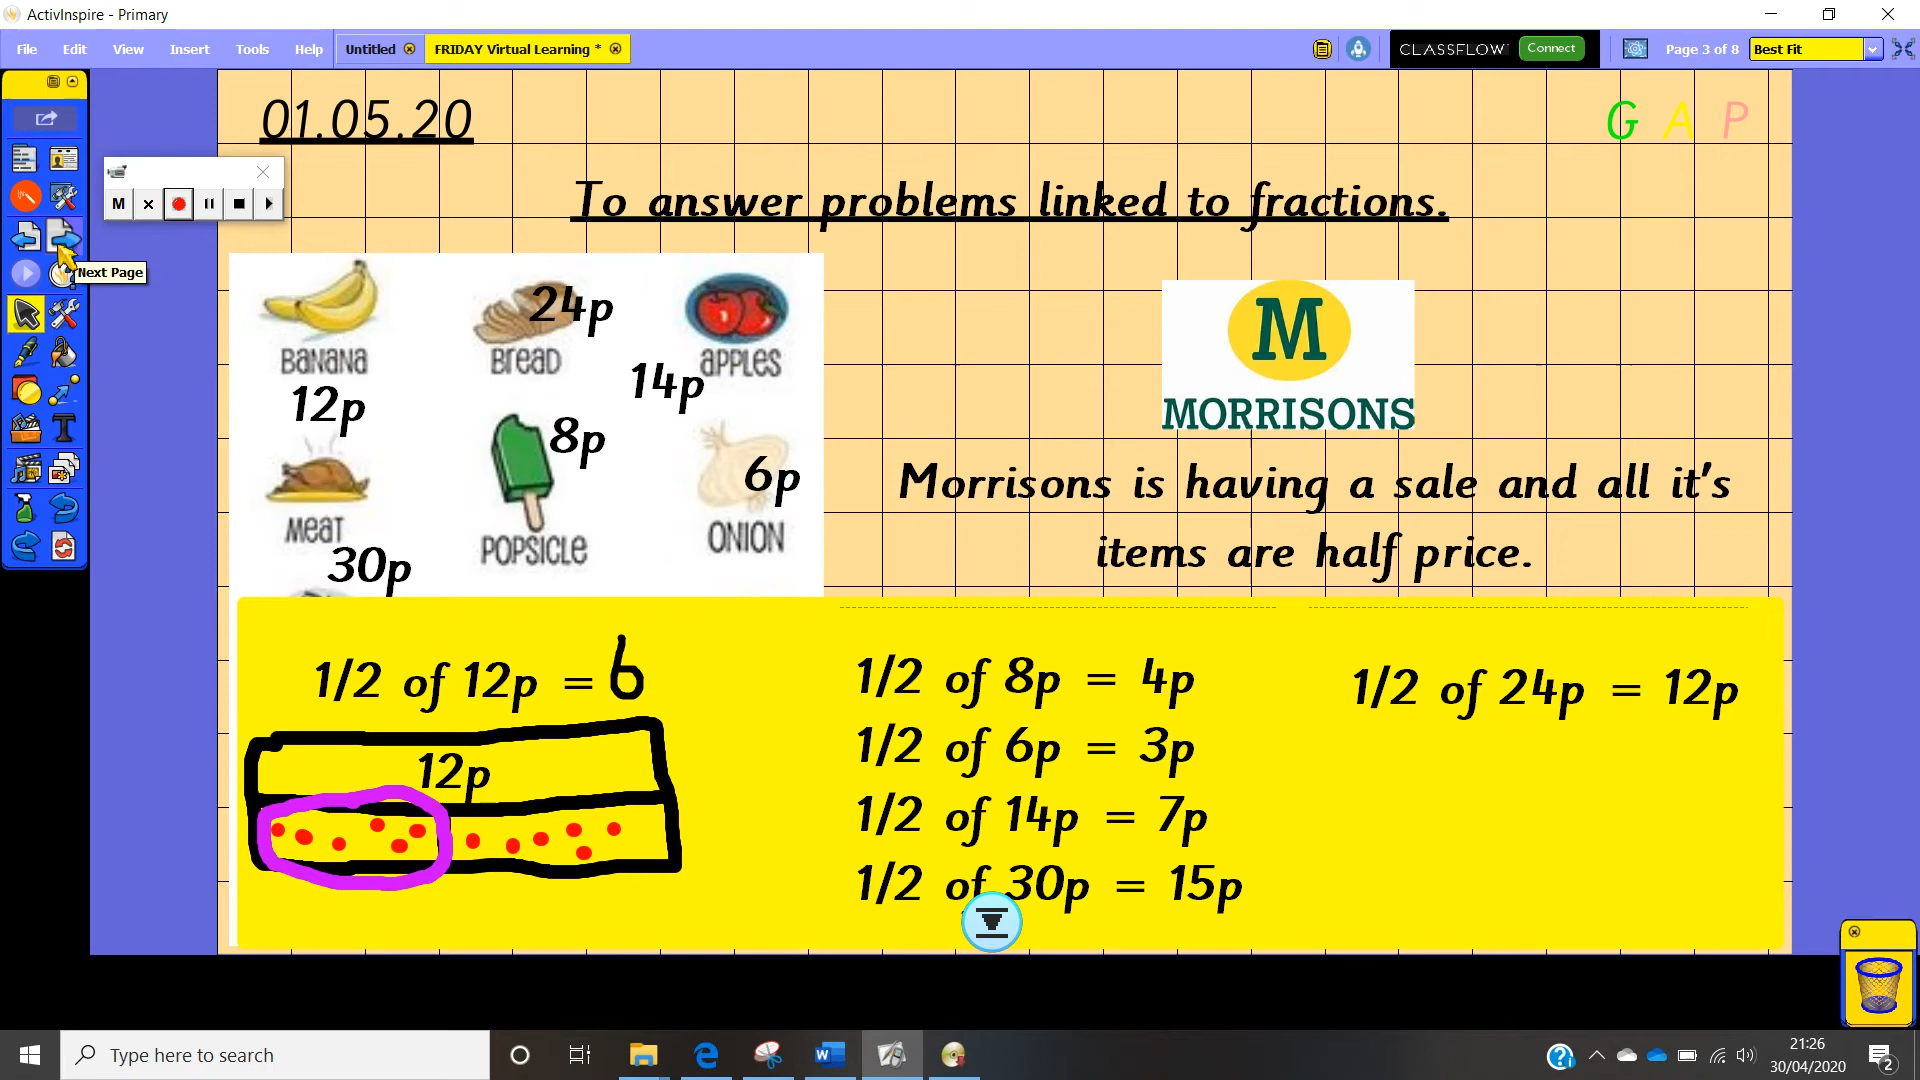 ActivInspire - Primary
File Edit View Insert Tools Help Untitled FRIDAY Virtual Learning * CLASSFLOW Connect Page 3 of 8 Best Fit
01.05.20
G A P
M
Next Page
To answer problems linked to fractions.
BANANA
12p
BREAD
24p
APPLES
14p
MEAT
30p
POPSICLE
8p
ONION
6p
M
MORRISONS
Morrisons is having a sale and all it's
items are half price.
1/2 of 12p = 6
12p
1/2 of 8p = 4p
1/2 of 6p = 3p
1/2 of 14p = 7p
1/2 of 30p = 15p
1/2 of 24p = 12p
Type here to search
21:26
30/04/2020
2